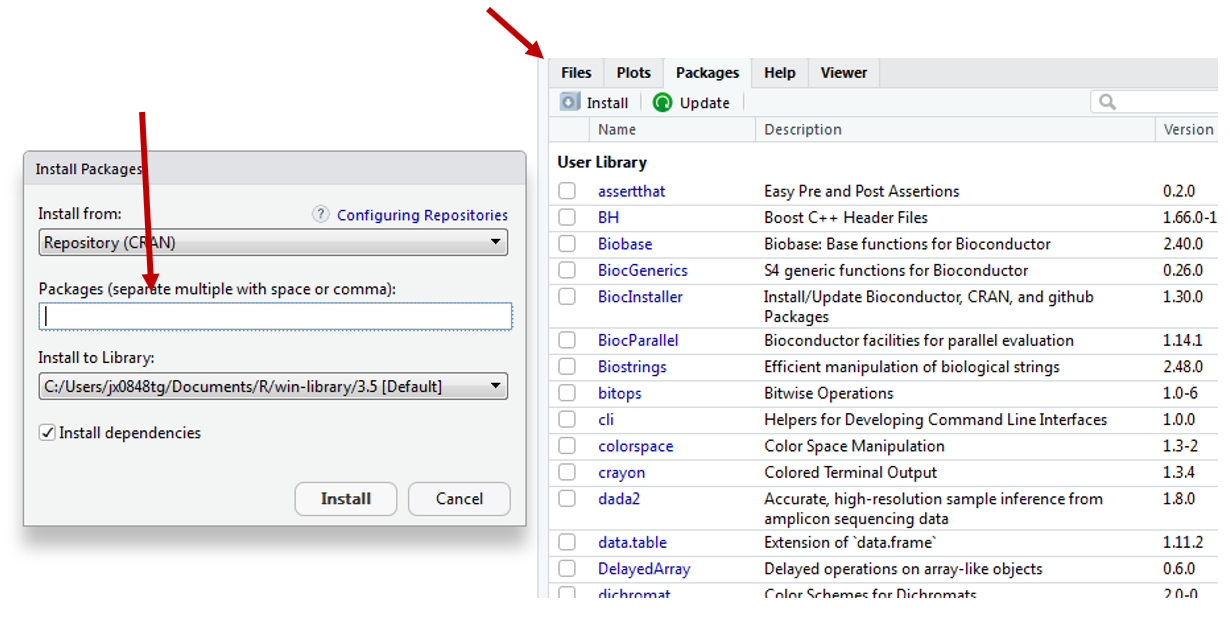 Install Packages
Install from:
? Configuring Repositories
Repository (CRAN)
Packages (separate multiple with space or comma):
Install to Library:
C:/Users/jx0848tg/Documents/R/win-library/3.5 [Default]
Install dependencies
Install Cancel
Files Plots Packages Help Viewer
Install Update
Name Description Version
User Library
assertthat Easy Pre and Post Assertions 0.2.0
BH Boost C++ Header Files 1.66.0-1
Biobase Biobase: Base functions for Bioconductor 2.40.0
BiocGenerics S4 generic functions for Bioconductor 0.26.0
BiocInstaller Install/Update Bioconductor, CRAN, and github 1.30.0
Packages
BiocParallel Bioconductor facilities for parallel evaluation 1.14.1
Biostrings Efficient manipulation of biological strings 2.48.0
bitops Bitwise Operations 1.0-6
cli Helpers for Developing Command Line Interfaces 1.0.0
colorspace Color Space Manipulation 1.3-2
crayon Colored Terminal Output 1.3.4
dada2 Accurate, high-resolution sample inference from 1.8.0
amplicon sequencing data
data.table Extension of `data.frame` 1.11.2
DelayedArray Delayed operations on array-like objects 0.6.0
dichromat Color Schemes for Dichromats 2.0-0